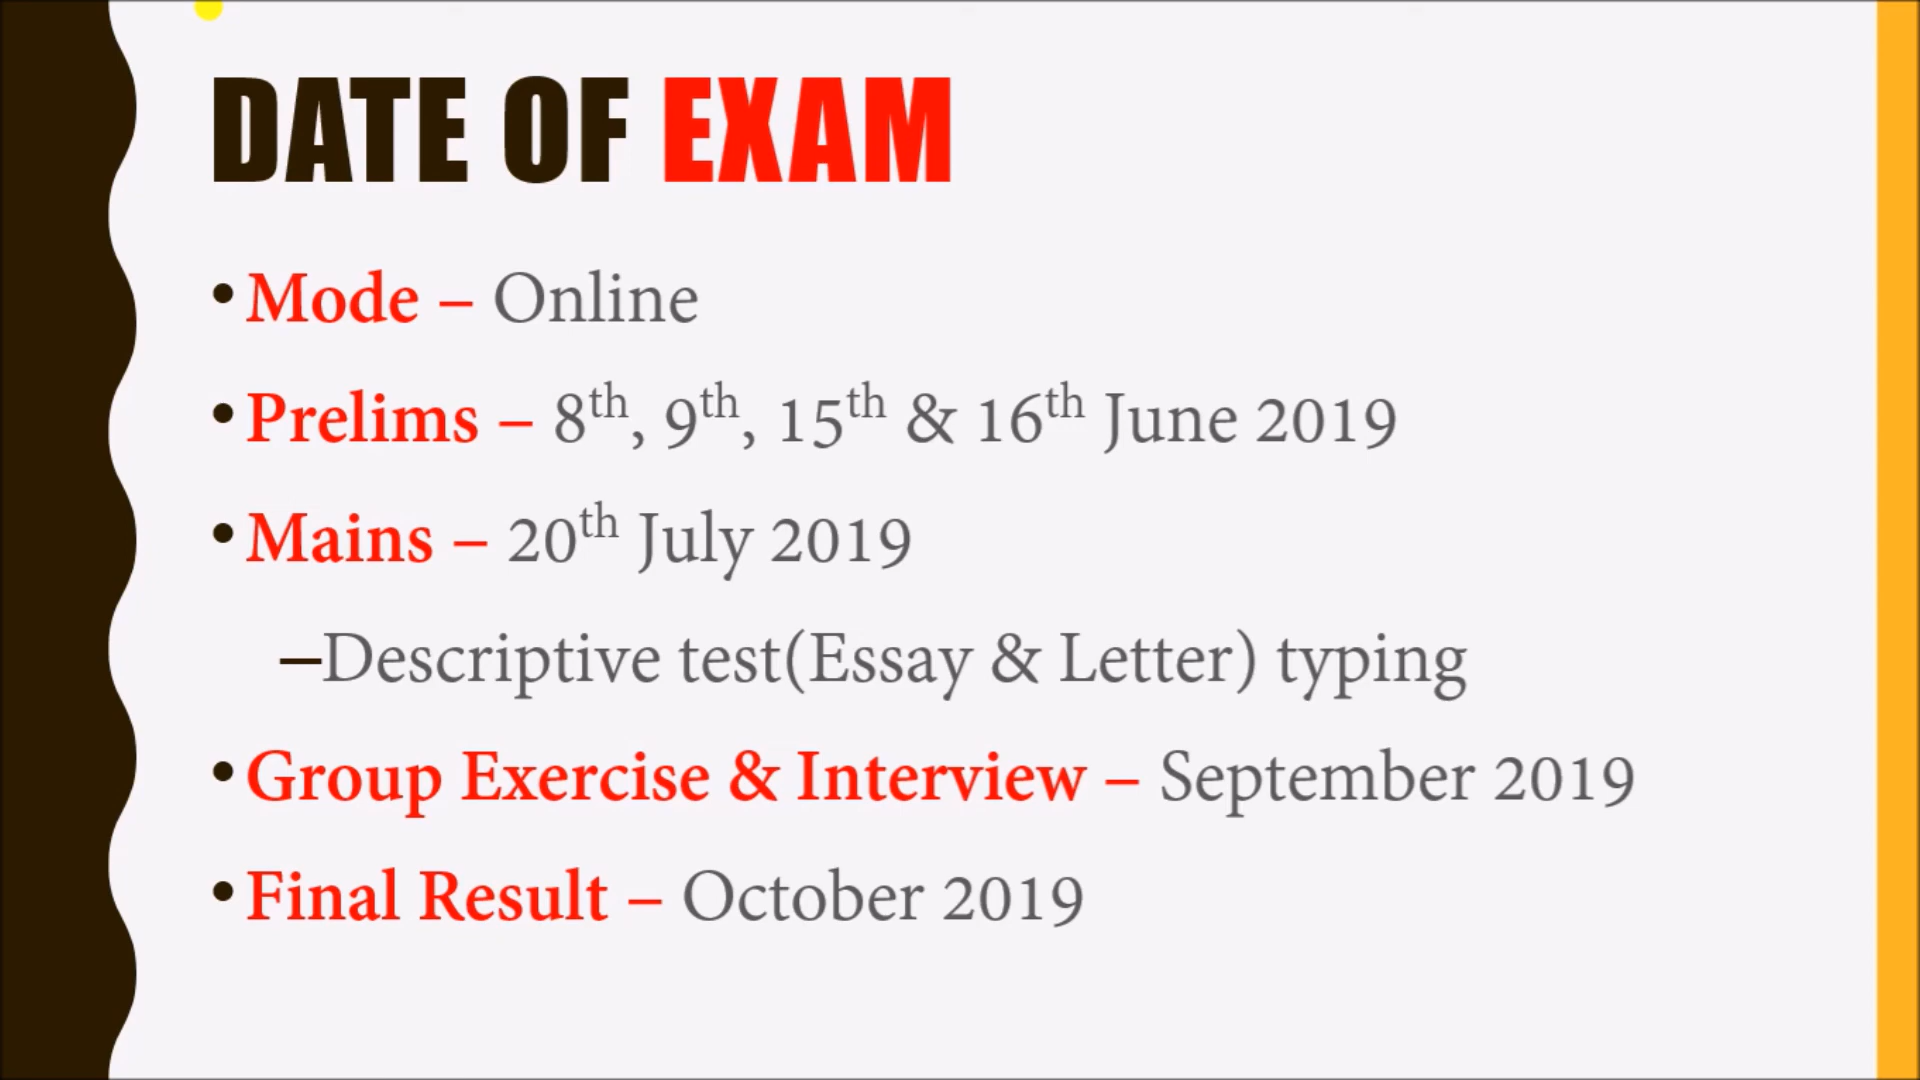 DATE OF EXAM
• Mode – Online
• Prelims – 8th, 9th, 15th & 16th June 2019
• Mains – 20th July 2019
–Descriptive test(Essay & Letter) typing
• Group Exercise & Interview – September 2019
• Final Result – October 2019